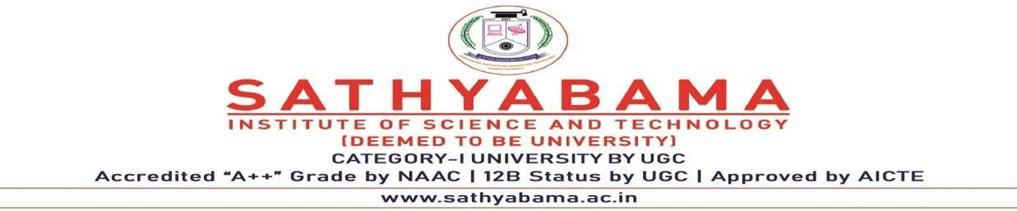 SATHYABAMA
INSTITUTE OF SCIENCE AND TECHNOLOGY
(DEEMED TO BE UNIVERSITY)
CATEGORY-I UNIVERSITY BY UGC
Accredited “A++” Grade by NAAC | 12B Status by UGC | Approved by AICTE
www.sathyabama.ac.in